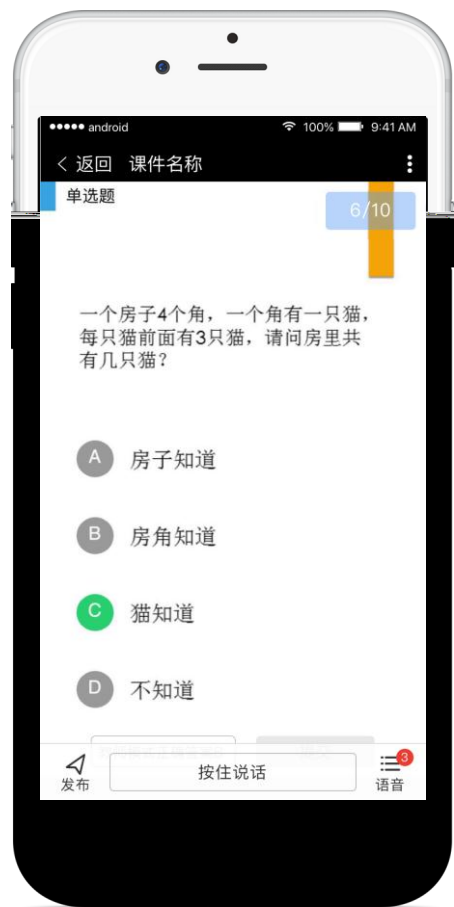 android 100% 9:41 AM
返回 课件名称
单选题
6/10
一个房子4个角，一个角有一只猫，
每只猫前面有3只猫，请问房里共
有几只猫？
A 房子知道
B 房角知道
C 猫知道
D 不知道
发布
按住说话
3
语音